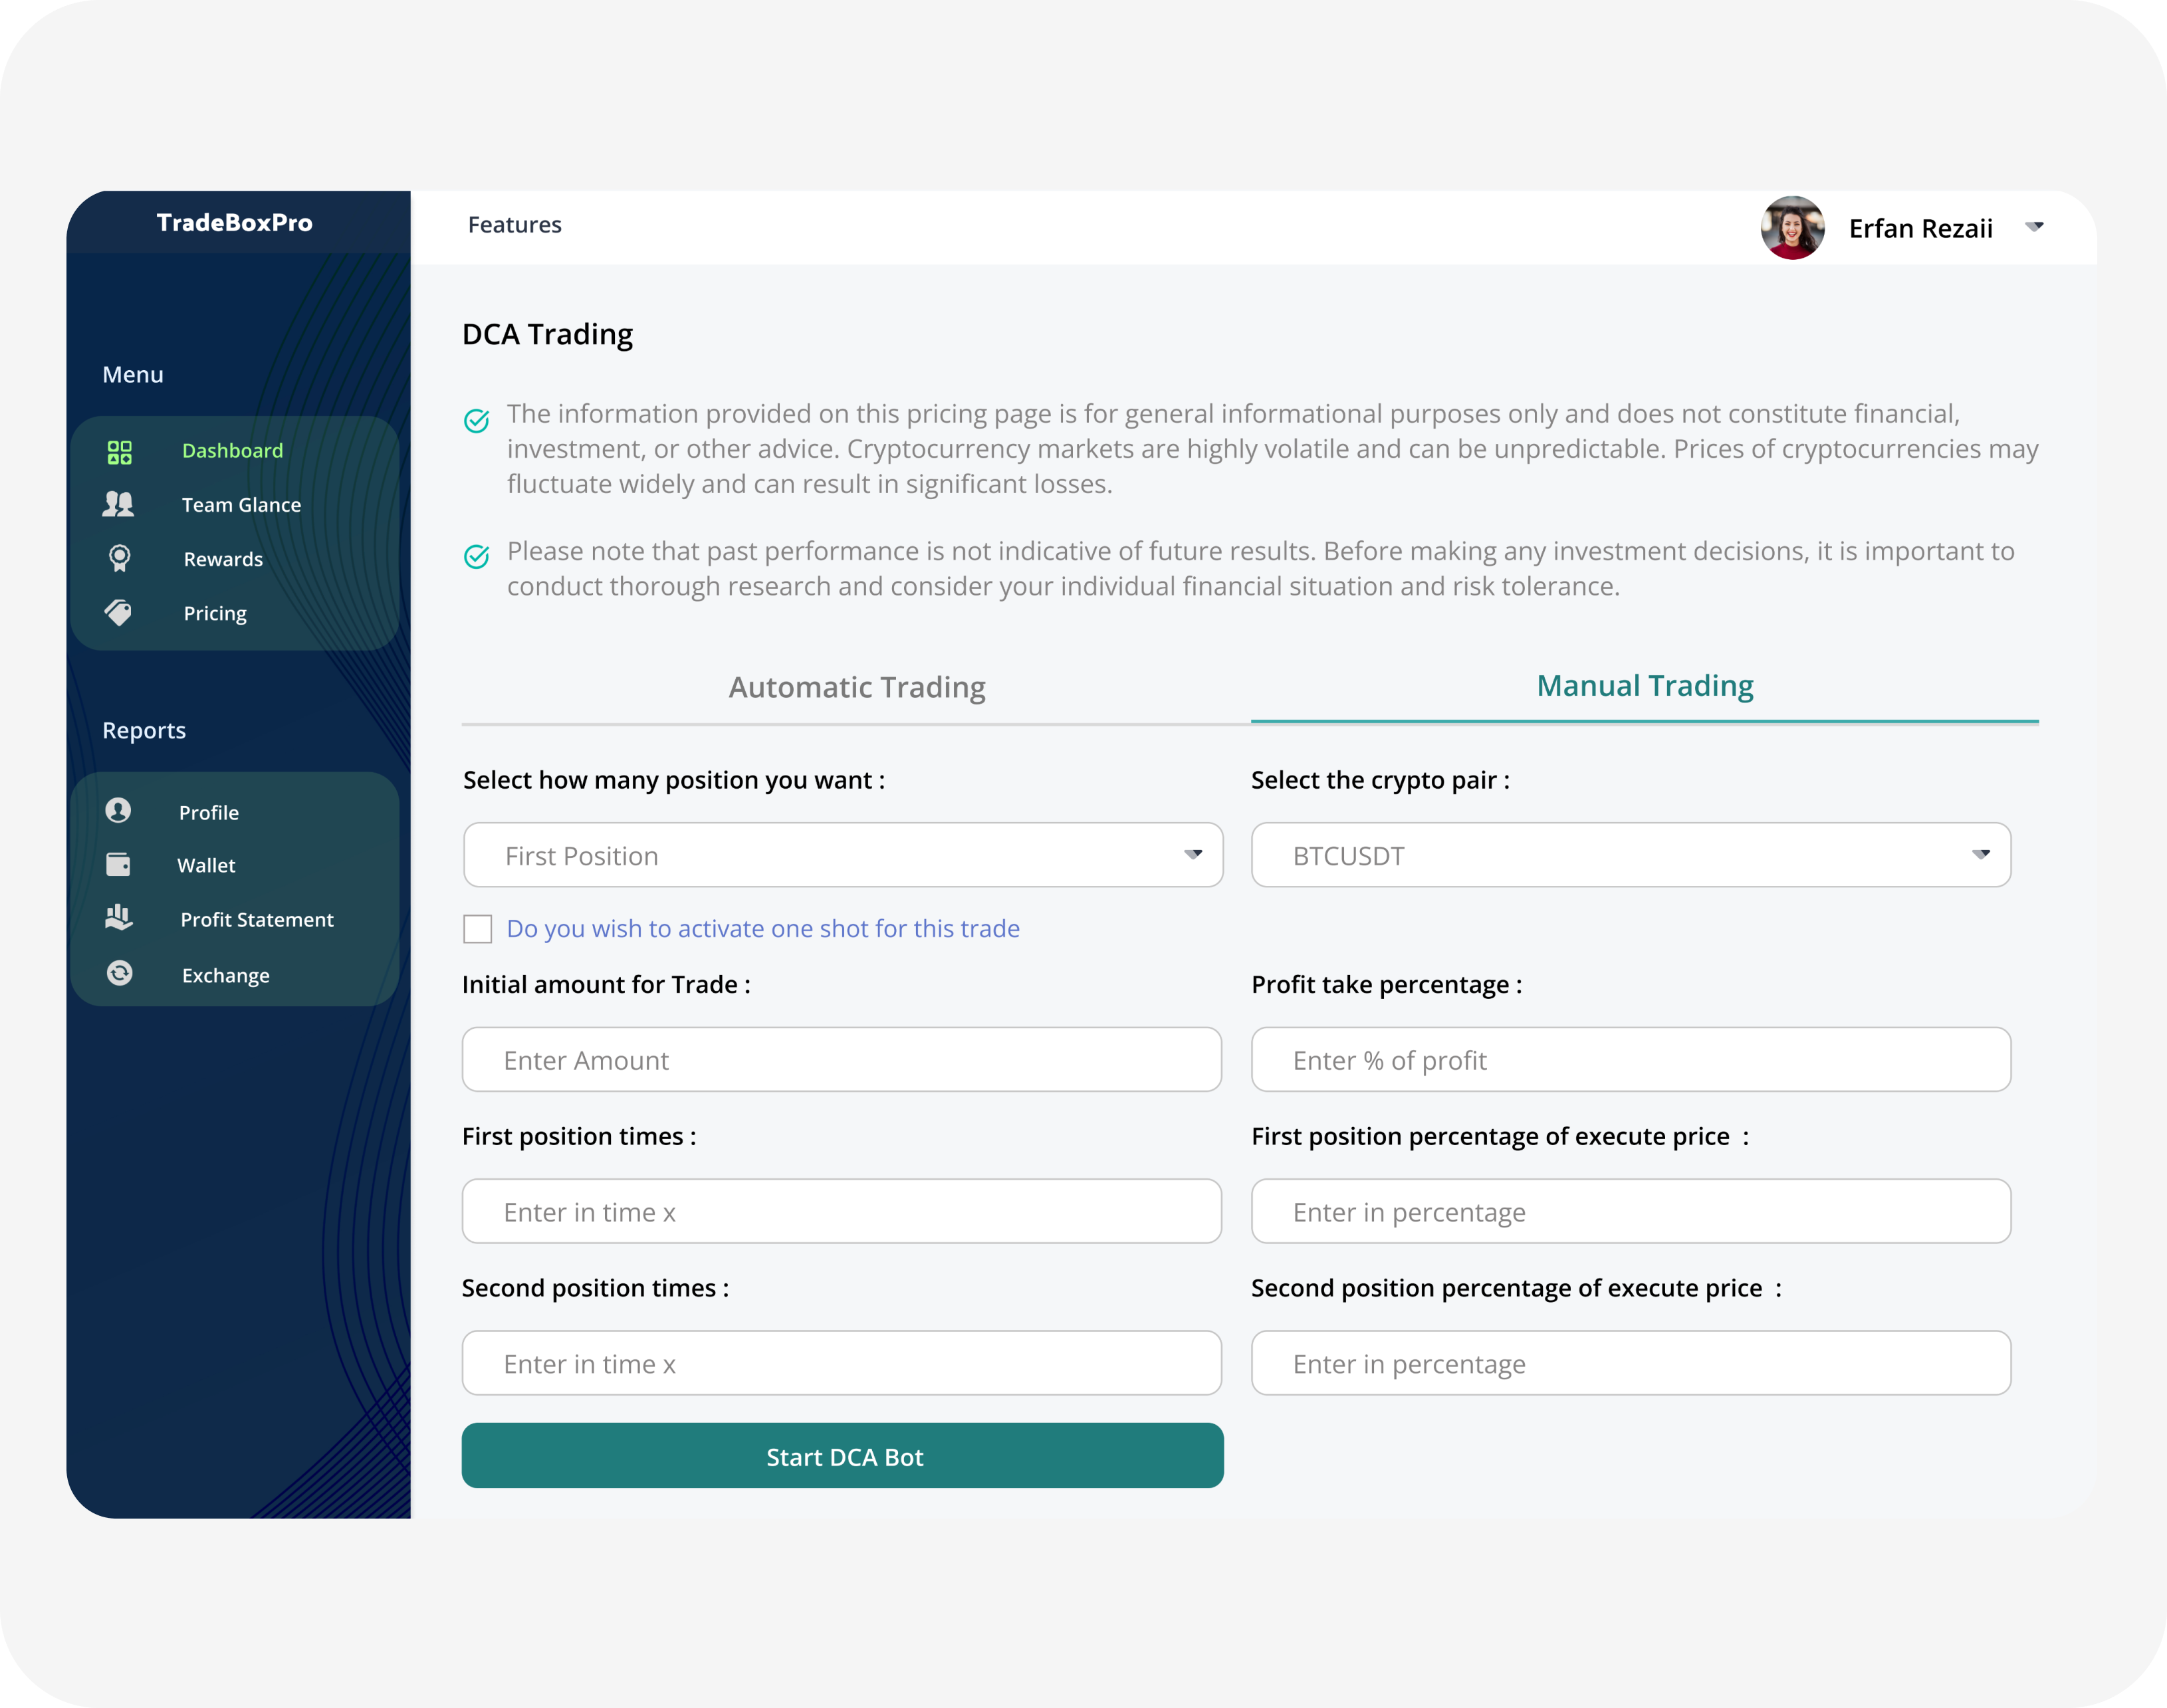 TradeBoxPro
Features
Erfan Rezaii
Menu
Dashboard
Team Glance
Rewards
Pricing
Reports
Profile
Wallet
Profit Statement
Exchange
DCA Trading
The information provided on this pricing page is for general informational purposes only and does not constitute financial,
investment, or other advice. Cryptocurrency markets are highly volatile and can be unpredictable. Prices of cryptocurrencies may
fluctuate widely and can result in significant losses.
Please note that past performance is not indicative of future results. Before making any investment decisions, it is important to
conduct thorough research and consider your individual financial situation and risk tolerance.
Automatic Trading
Manual Trading
Select how many position you want :
Select the crypto pair :
First Position
BTCUSDT
Do you wish to activate one shot for this trade
Initial amount for Trade :
Profit take percentage :
Enter Amount
Enter % of profit
First position times :
First position percentage of execute price :
Enter in time x
Enter in percentage
Second position times :
Second position percentage of execute price :
Enter in time x
Enter in percentage
Start DCA Bot